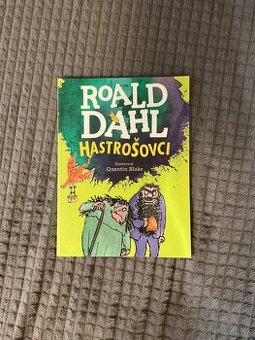 ROALD
DAHL
HASTROŠOVCI
Ilustroval
Quentin Blake